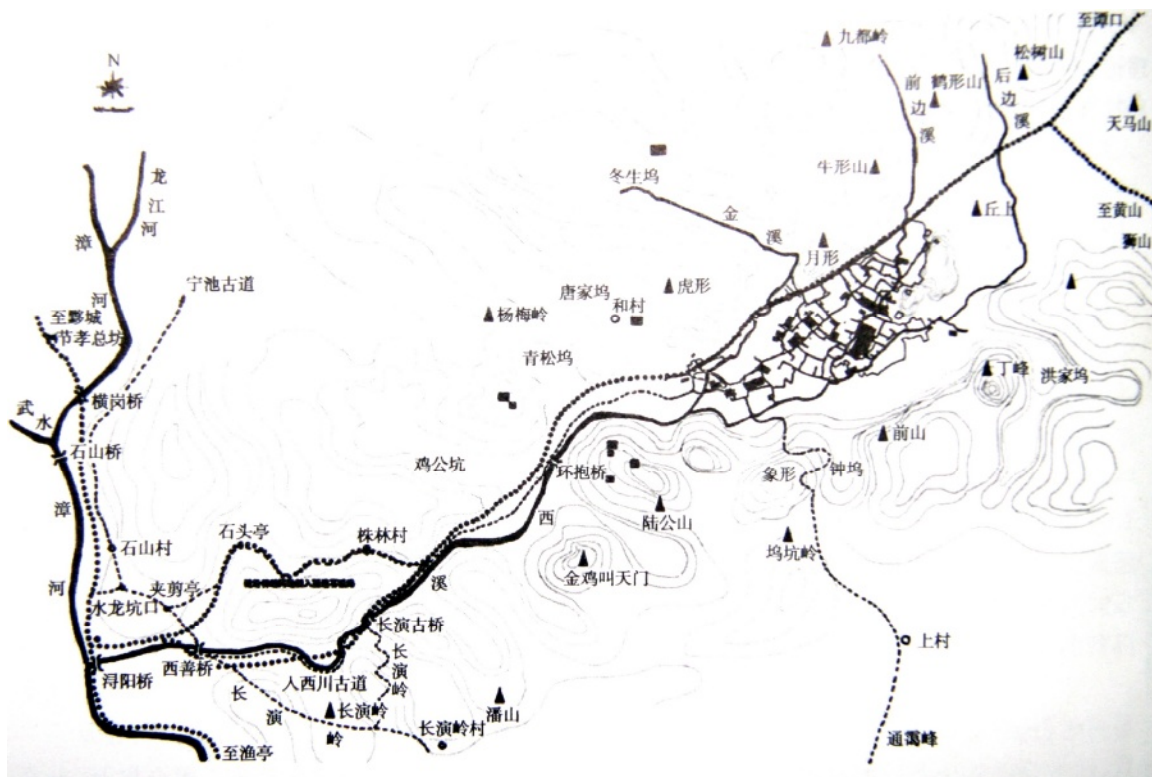 至潭口
九都岭
松树山
前边溪
鹤形山
后边溪
N
天马山
牛形山
冬生坞
龙江河
金溪
丘上
至黄山
狮山
漳河
月形
宁池古道
唐家坞
虎形
和村
至黟城
杨梅岭
节孝总坊
青松坞
丁峰
洪家坞
横岗桥
武水
前山
石山桥
鸡公坑
环抱桥
象形
钟坞
漳河
西溪
陆公山
石头亭
株林村
坞坑岭
石山村
金鸡叫天门
夹剪亭
水龙坑口
长演古桥
上村
西善桥
长演岭
浔阳桥
入西川古道
长演岭
长演岭
潘山
长演岭村
至渔亭
通霭峰